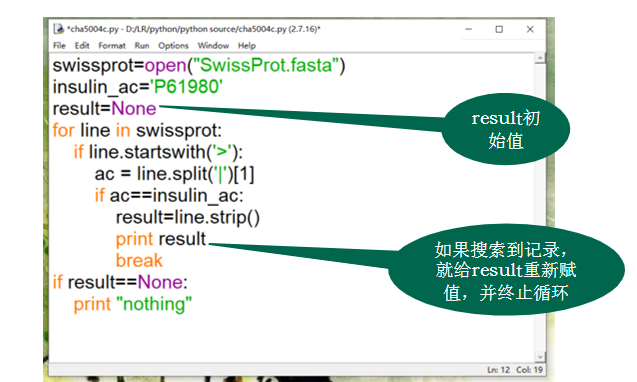 *cha5004c.py - D:/LR/python/python source/cha5004c.py (2.7.16)*
File Edit Format Run Options Window Help
swissprot=open("SwissProt.fasta")
insulin_ac='P61980'
result=None
for line in swissprot:
    if line.startswith('>'):
        ac = line.split('|')[1]
        if ac==insulin_ac:
            result=line.strip()
            print result
            break
if result==None:
    print "nothing"
result初
始值
如果搜索到记录，
就给result重新赋
值，并终止循环
Ln: 12 Col: 19